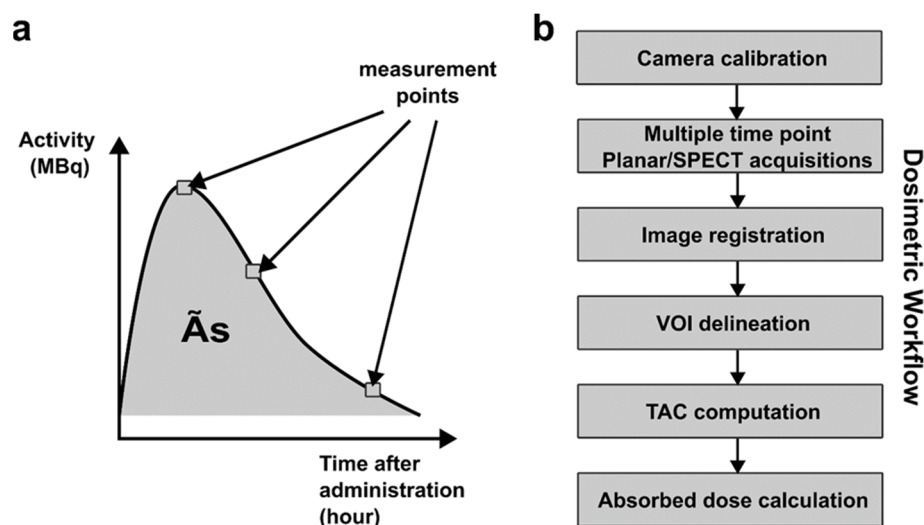 a
measurement
points
Activity
(MBq)
Ãs
Time after
administration
(hour)
b
Camera calibration
Multiple time point
Planar/SPECT acquisitions
Image registration
VOI delineation
TAC computation
Absorbed dose calculation
Dosimetric Workflow